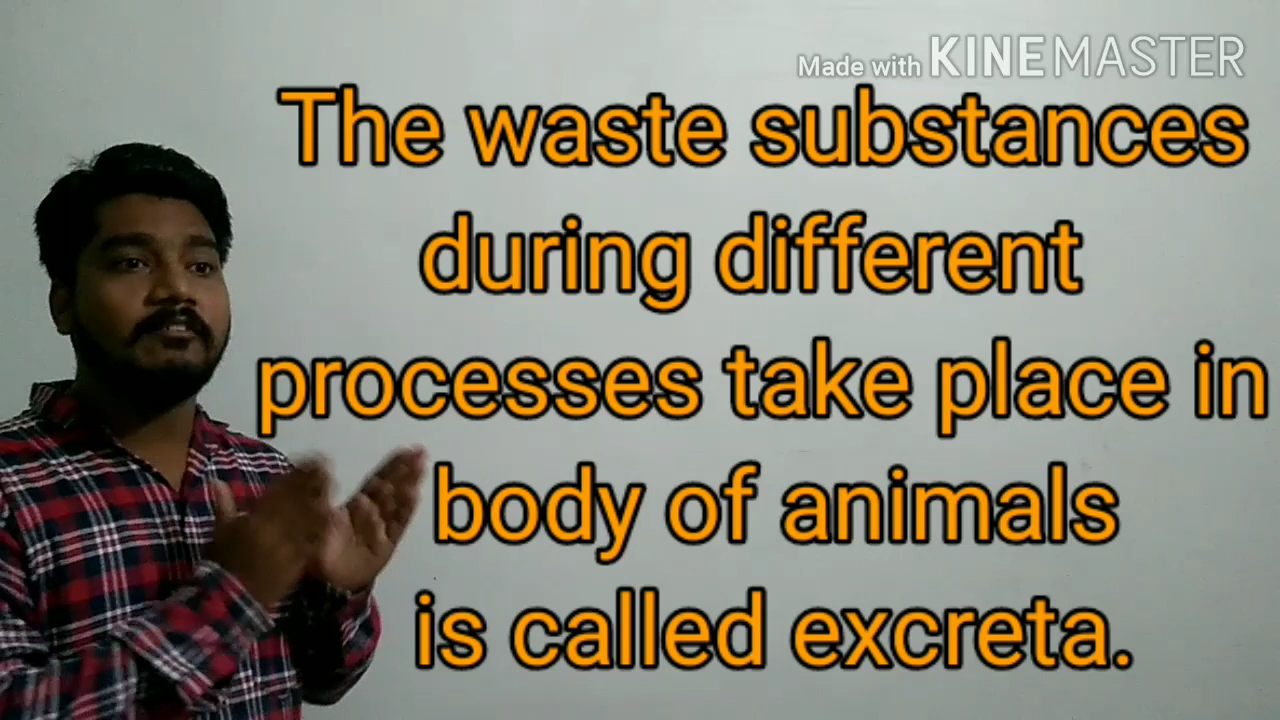 Made with KINEMASTER
The waste substances
during different
processes take place in
body of animals
is called excreta.